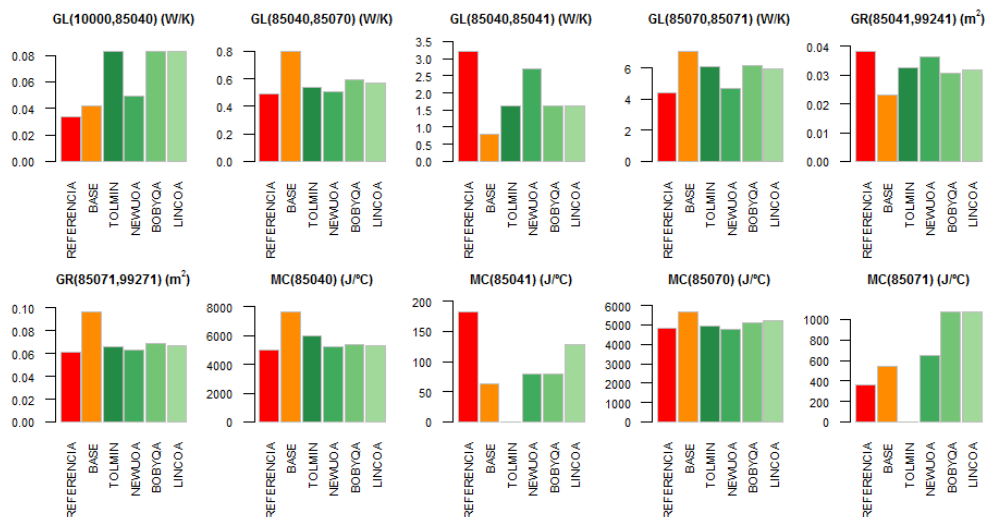 GL(10000,85040) (W/K)
0.08
0.06
0.04
0.02
0.00
REFERENCIA
BASE
TOLMIN
NEWUOA
BOBYQA
LINCOA
GL(85040,85070) (W/K)
0.8
0.6
0.4
0.2
0.0
REFERENCIA
BASE
TOLMIN
NEWUOA
BOBYQA
LINCOA
GL(85040,85041) (W/K)
3.5
3.0
2.5
2.0
1.5
1.0
0.5
0.0
REFERENCIA
BASE
TOLMIN
NEWUOA
BOBYQA
LINCOA
GL(85070,85071) (W/K)
6
4
2
0
REFERENCIA
BASE
TOLMIN
NEWUOA
BOBYQA
LINCOA
GR(85041,99241) (m²)
0.04
0.03
0.02
0.01
0.00
REFERENCIA
BASE
TOLMIN
NEWUOA
BOBYQA
LINCOA
GR(85071,99271) (m²)
0.10
0.08
0.06
0.04
0.02
0.00
REFERENCIA
BASE
TOLMIN
NEWUOA
BOBYQA
LINCOA
MC(85040) (J/ºC)
8000
6000
4000
2000
0
REFERENCIA
BASE
TOLMIN
NEWUOA
BOBYQA
LINCOA
MC(85041) (J/ºC)
200
150
100
50
0
REFERENCIA
BASE
TOLMIN
NEWUOA
BOBYQA
LINCOA
MC(85070) (J/ºC)
6000
5000
4000
3000
2000
1000
0
REFERENCIA
BASE
TOLMIN
NEWUOA
BOBYQA
LINCOA
MC(85071) (J/ºC)
1000
800
600
400
200
0
REFERENCIA
BASE
TOLMIN
NEWUOA
BOBYQA
LINCOA